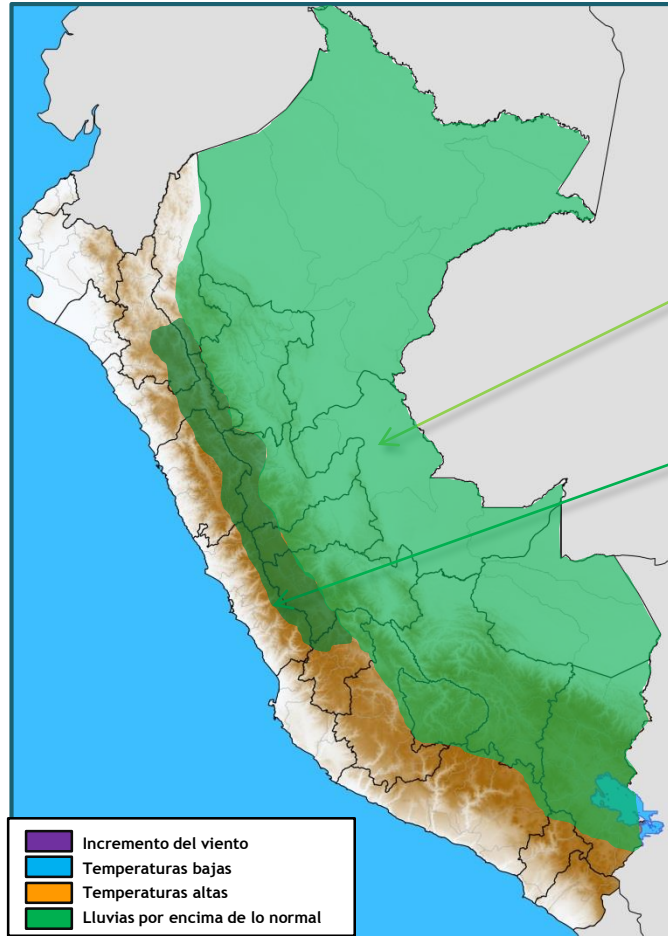 Incremento del viento
Temperaturas bajas
Temperaturas altas
Lluvias por encima de lo normal